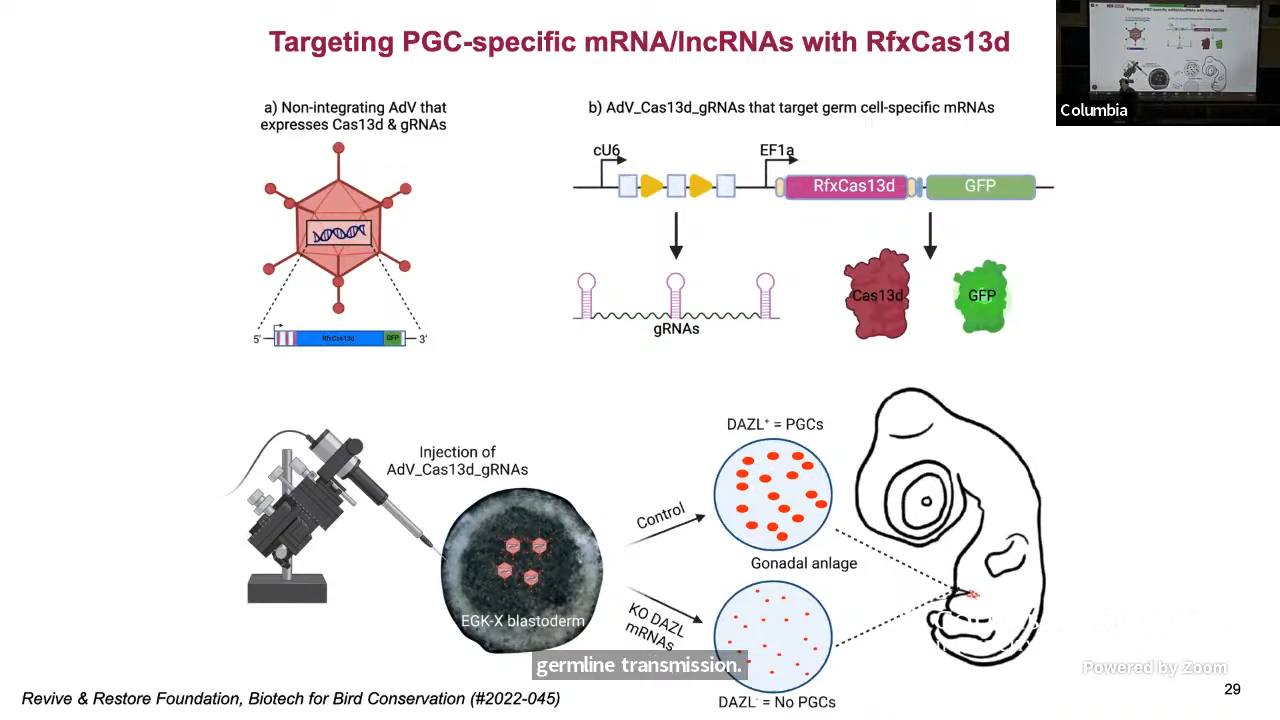 Targeting PGC-specific mRNA/lncRNAs with RfxCas13d
Columbia
a) Non-integrating AdV that
expresses Cas13d & gRNAs
b) AdV_Cas13d_gRNAs that target germ cell-specific mRNAs
cU6
EF1a
RfxCas13d
GFP
Cas13d
GFP
gRNAs
5'
RfxCas13d
GFP
3'
Injection of
AdV_Cas13d_gRNAs
EGK-X blastoderm
Control
KO DAZL
mRNAs
DAZL⁺ = PGCs
Gonadal anlage
DAZL⁻ = No PGCs
germline transmission.
Powered by Zoom
Revive & Restore Foundation, Biotech for Bird Conservation (#2022-045)
29